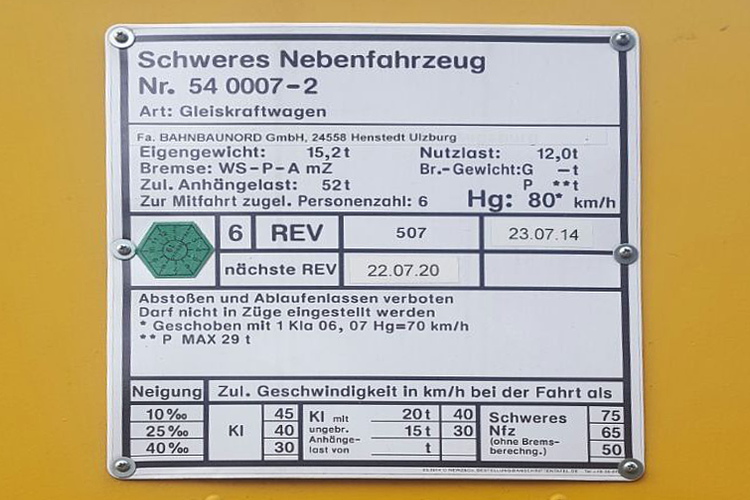 Schweres Nebenfahrzeug
Nr. 54 0007-2
Art: Gleiskraftwagen
Fa. BAHNBAUNORD GmbH, 24558 Henstedt Ulzburg
Eigengewicht: 15,2t Nutzlast: 12,0t
Bremse: WS-P-A mZ Br.-Gewicht:G -t
Zul. Anhängelast: 52t P **t
Zur Mitfahrt zugel. Personenzahl: 6 Hg: 80* km/h
6 REV 507 23.07.14
nächste REV 22.07.20
Abstoßen und Ablaufenlassen verboten
Darf nicht in Züge eingestellt werden
* Geschoben mit 1 Kla 06, 07 Hg=70 km/h
** P MAX 29 t
Neigung Zul. Geschwindigkeit in km/h bei der Fahrt als
10‰ Kl 45 Kl mit 20t 40 Schweres 75
25‰ 40 ungebr. 15t 30 Nfz 65
40‰ 30 Anhänge- t (ohne Brems- 50
last von berechng.)